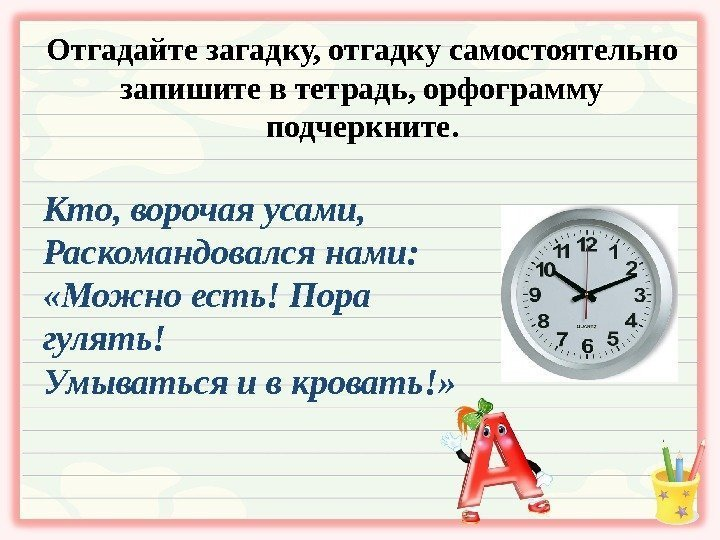 Отгадайте загадку, отгадку самостоятельно
запишите в тетрадь, орфограмму
подчеркните.
Кто, ворочая усами,
Раскомандовался нами:
«Можно есть! Пора
гулять!
Умываться и в кровать!»
12
1
2
3
4
5
6
7
8
9
10
11
QUARTZ
А